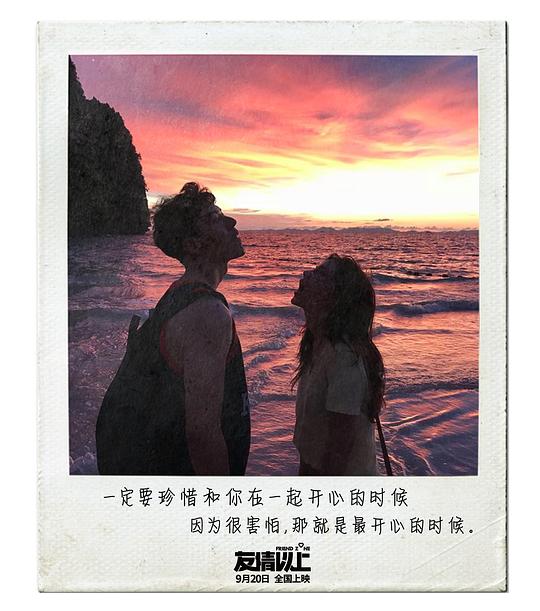 一定要珍惜和你在一起开心的时候
因为很害怕,那就是最开心的时候。
FRIEND ZONE
友情以上
9月20日 全国上映